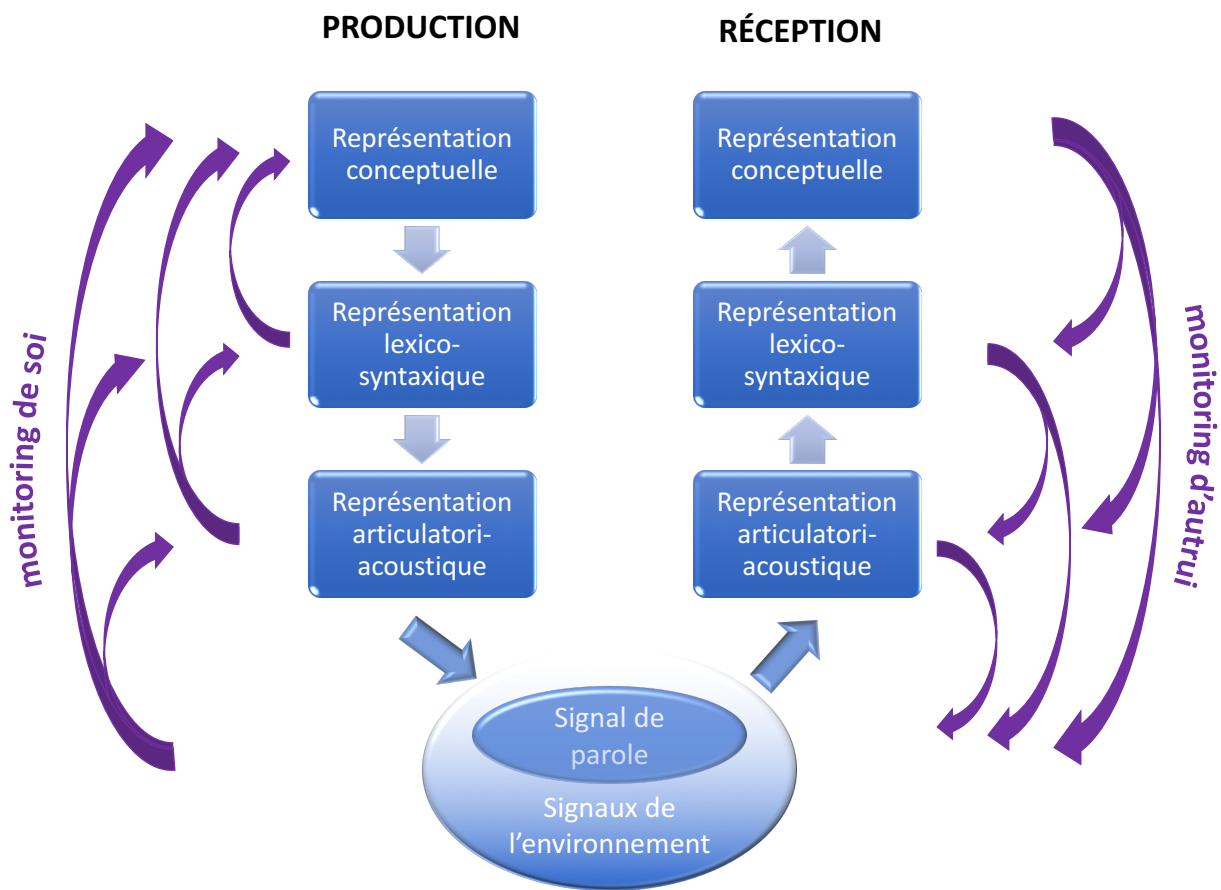 PRODUCTION
RÉCEPTION
Représentation
conceptuelle
Représentation
conceptuelle
Représentation
lexico-
syntaxique
Représentation
lexico-
syntaxique
monitoring de soi
monitoring d'autrui
Représentation
articulatori-
acoustique
Représentation
articulatori-
acoustique
Signal de
parole
Signaux de
l'environnement